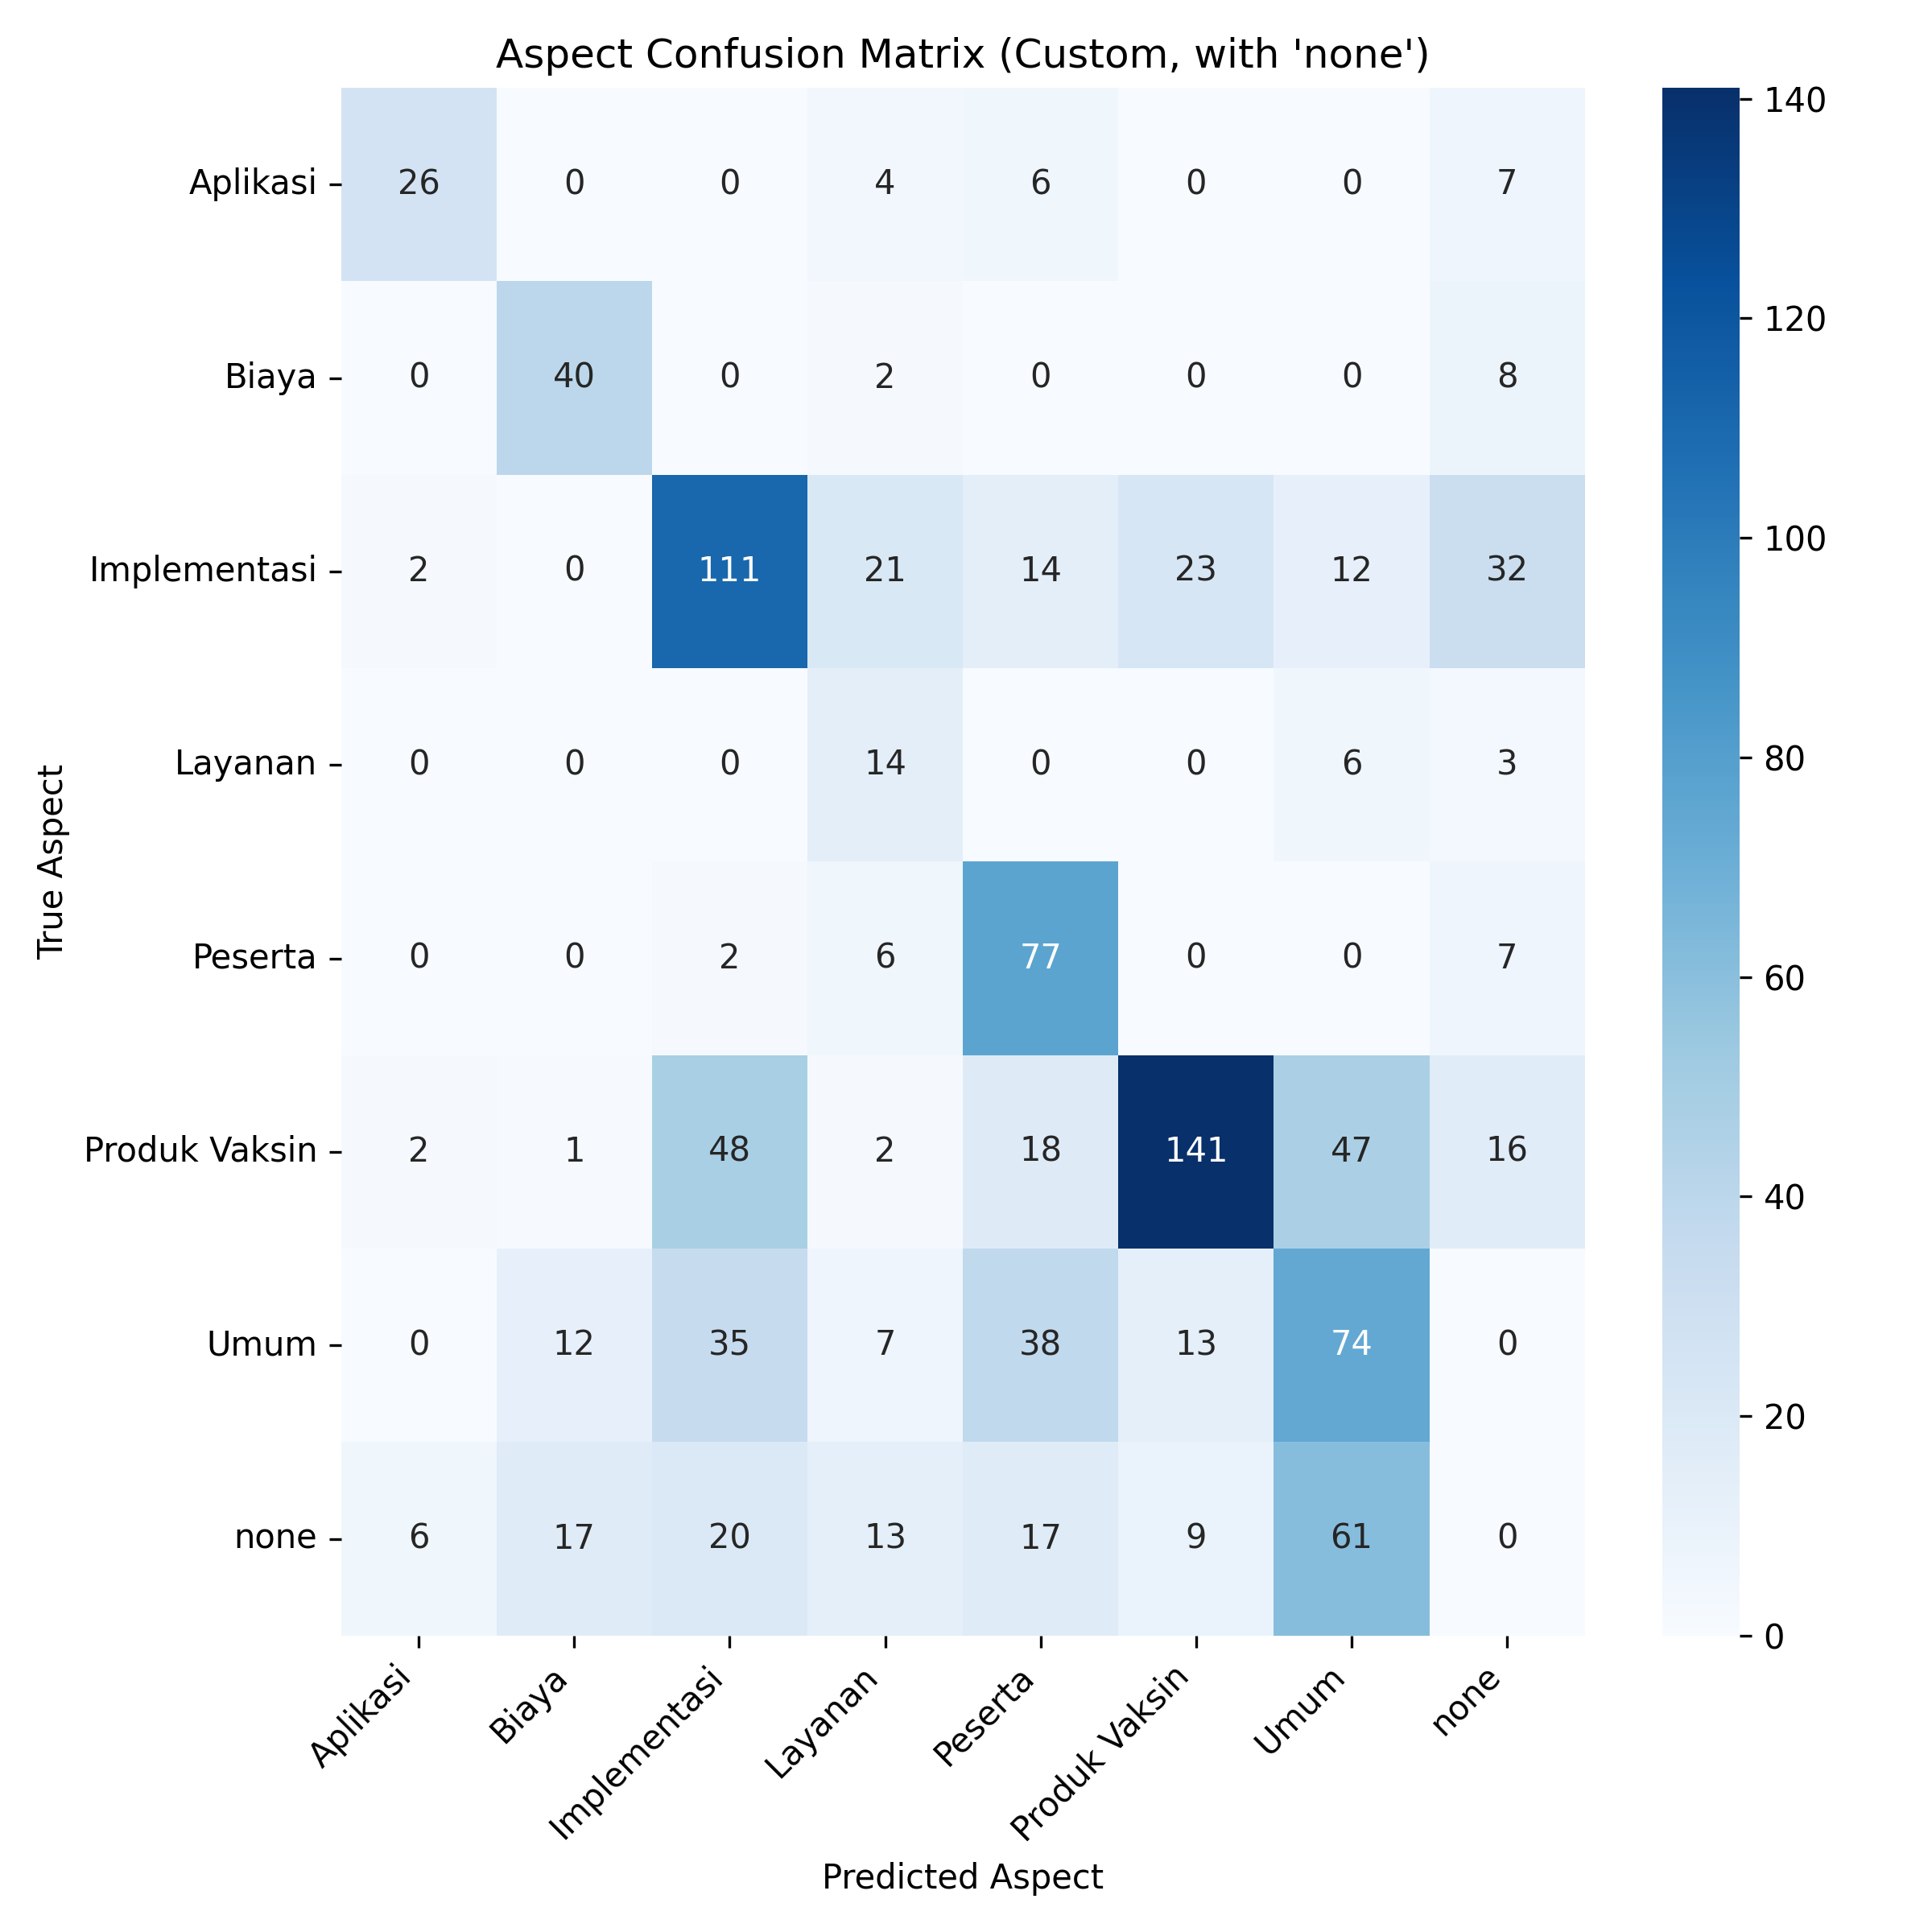 Aspect Confusion Matrix (Custom, with 'none')
Aplikasi 26 0 0 4 6 0 0 7
Biaya 0 40 0 2 0 0 0 8
Implementasi 2 0 111 21 14 23 12 32
Layanan 0 0 0 14 0 0 6 3
Peserta 0 0 2 6 77 0 0 7
Produk Vaksin 2 1 48 2 18 141 47 16
Umum 0 12 35 7 38 13 74 0
none 6 17 20 13 17 9 61 0
Aplikasi Biaya Implementasi Layanan Peserta Produk Vaksin Umum none
Predicted Aspect
True Aspect
140
120
100
80
60
40
20
0